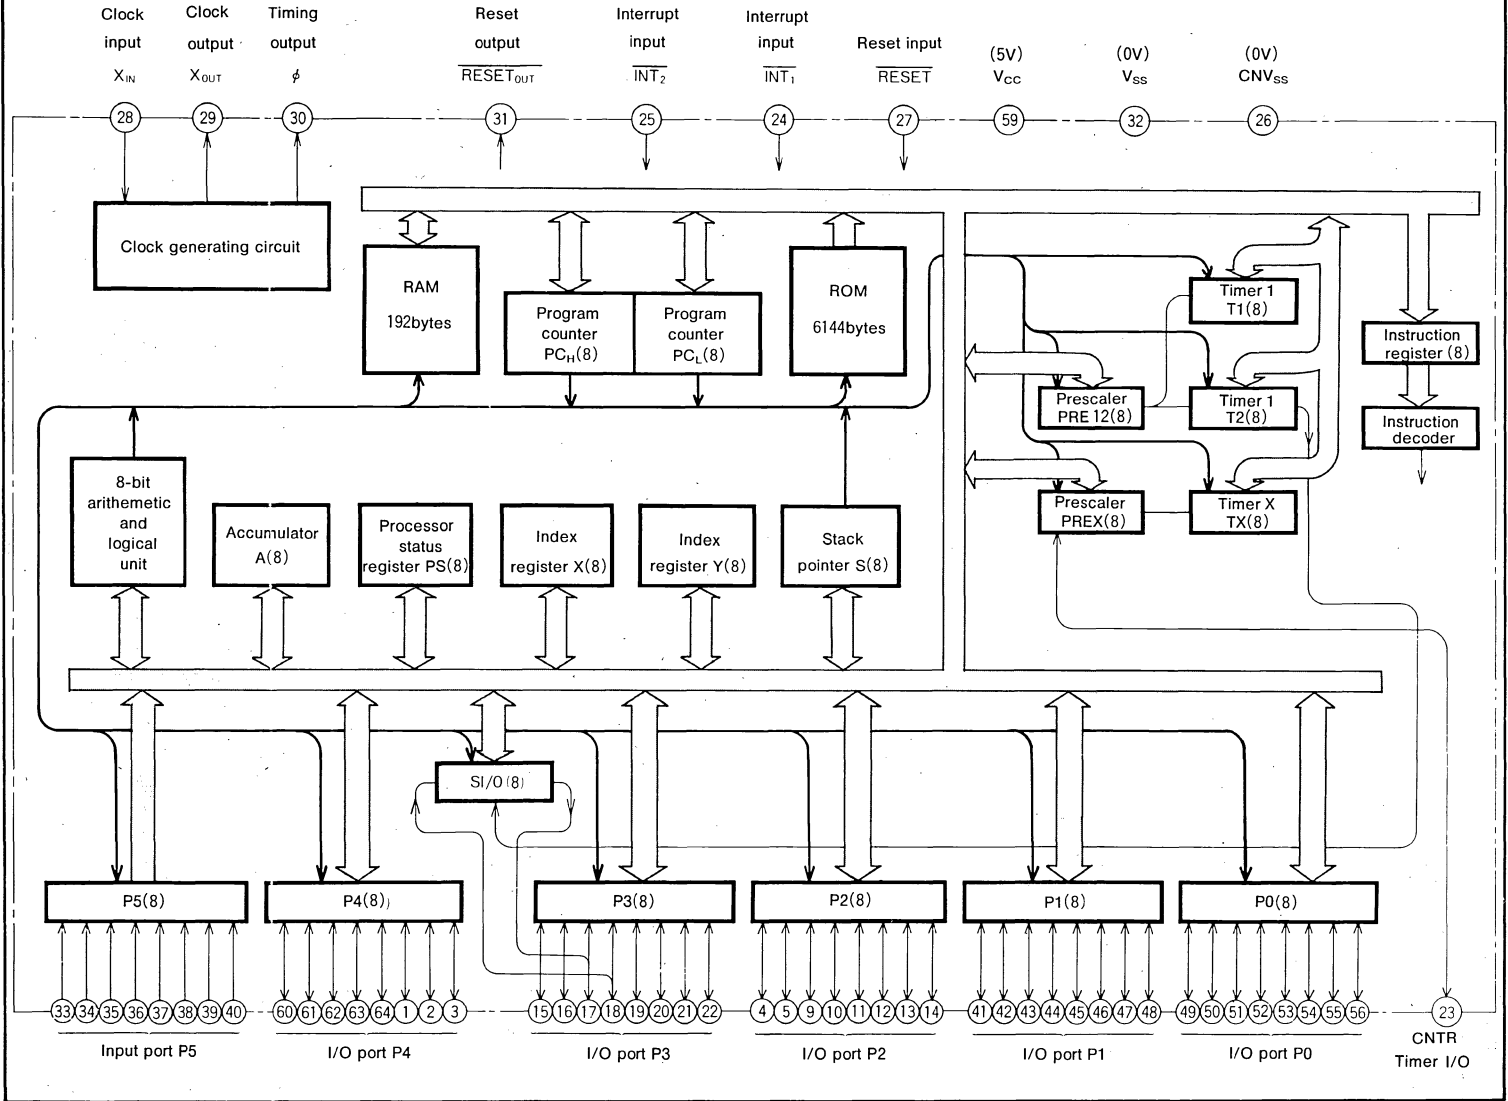 Clock input XIN
Clock output XOUT
Timing output ϕ
Reset output RESETOUT
Interrupt input INT2
Interrupt input INT1
Reset input RESET
(5V) VCC
(0V) VSS
(0V) CNVSS
28
29
30
31
25
24
27
59
32
26
Clock generating circuit
RAM
192bytes
Program
counter
PCH(8)
Program
counter
PCL(8)
ROM
6144bytes
Timer 1
T1(8)
Instruction
register (8)
Prescaler
PRE 12(8)
Timer 1
T2(8)
Instruction
decoder
Prescaler
PREX(8)
Timer X
TX(8)
8-bit
arithemetic
and
logical
unit
Accumulator
A(8)
Processor
status
register PS(8)
Index
register X(8)
Index
register Y(8)
Stack
pointer S(8)
SI/O(8)
P5(8)
P4(8)
P3(8)
P2(8)
P1(8)
P0(8)
33 34 35 36 37 38 39 40
60 61 62 63 64 1 2 3
15 16 17 18 19 20 21 22
4 5 9 10 11 12 13 14
41 42 43 44 45 46 47 48
49 50 51 52 53 54 55 56
23
Input port P5
I/O port P4
I/O port P3
I/O port P2
I/O port P1
I/O port P0
CNTR
Timer I/O